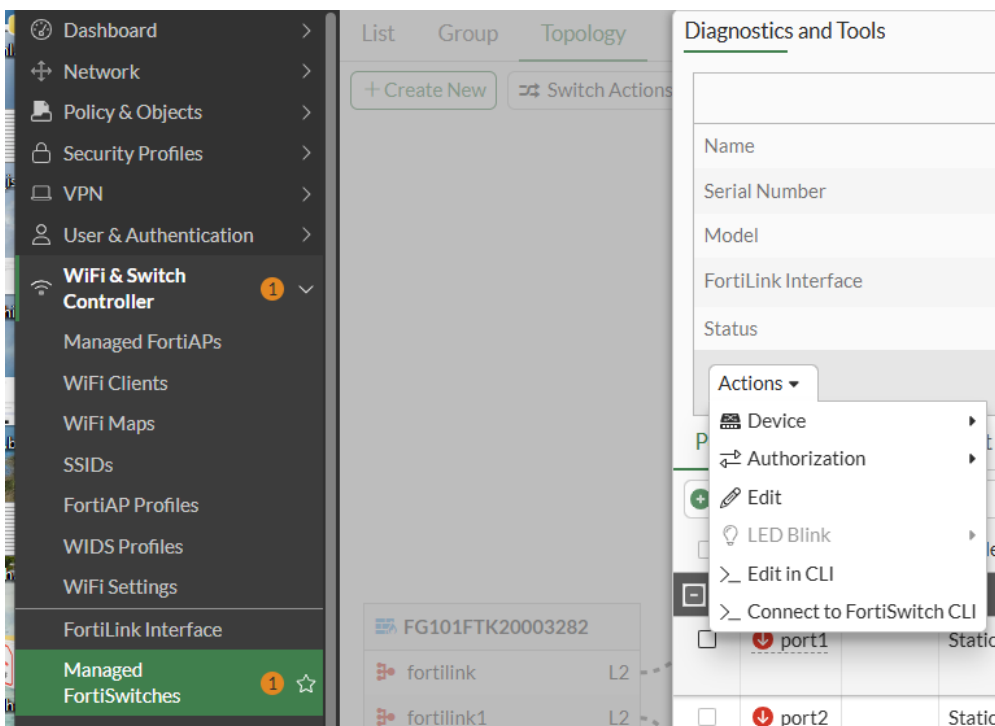 Dashboard
Network
Policy & Objects
Security Profiles
VPN
User & Authentication
WiFi & Switch
Controller
1
Managed FortiAPs
WiFi Clients
WiFi Maps
SSIDs
FortiAP Profiles
WIDS Profiles
WiFi Settings
FortiLink Interface
Managed
FortiSwitches
1
List Group Topology
+ Create New Switch Actions
FG101FTK20003282
fortilink L2
fortilink1 L2
Diagnostics and Tools
Name
Serial Number
Model
FortiLink Interface
Status
Actions
Device
Authorization
Edit
LED Blink
>_ Edit in CLI
>_ Connect to FortiSwitch CLI
port1 Static
port2 Static